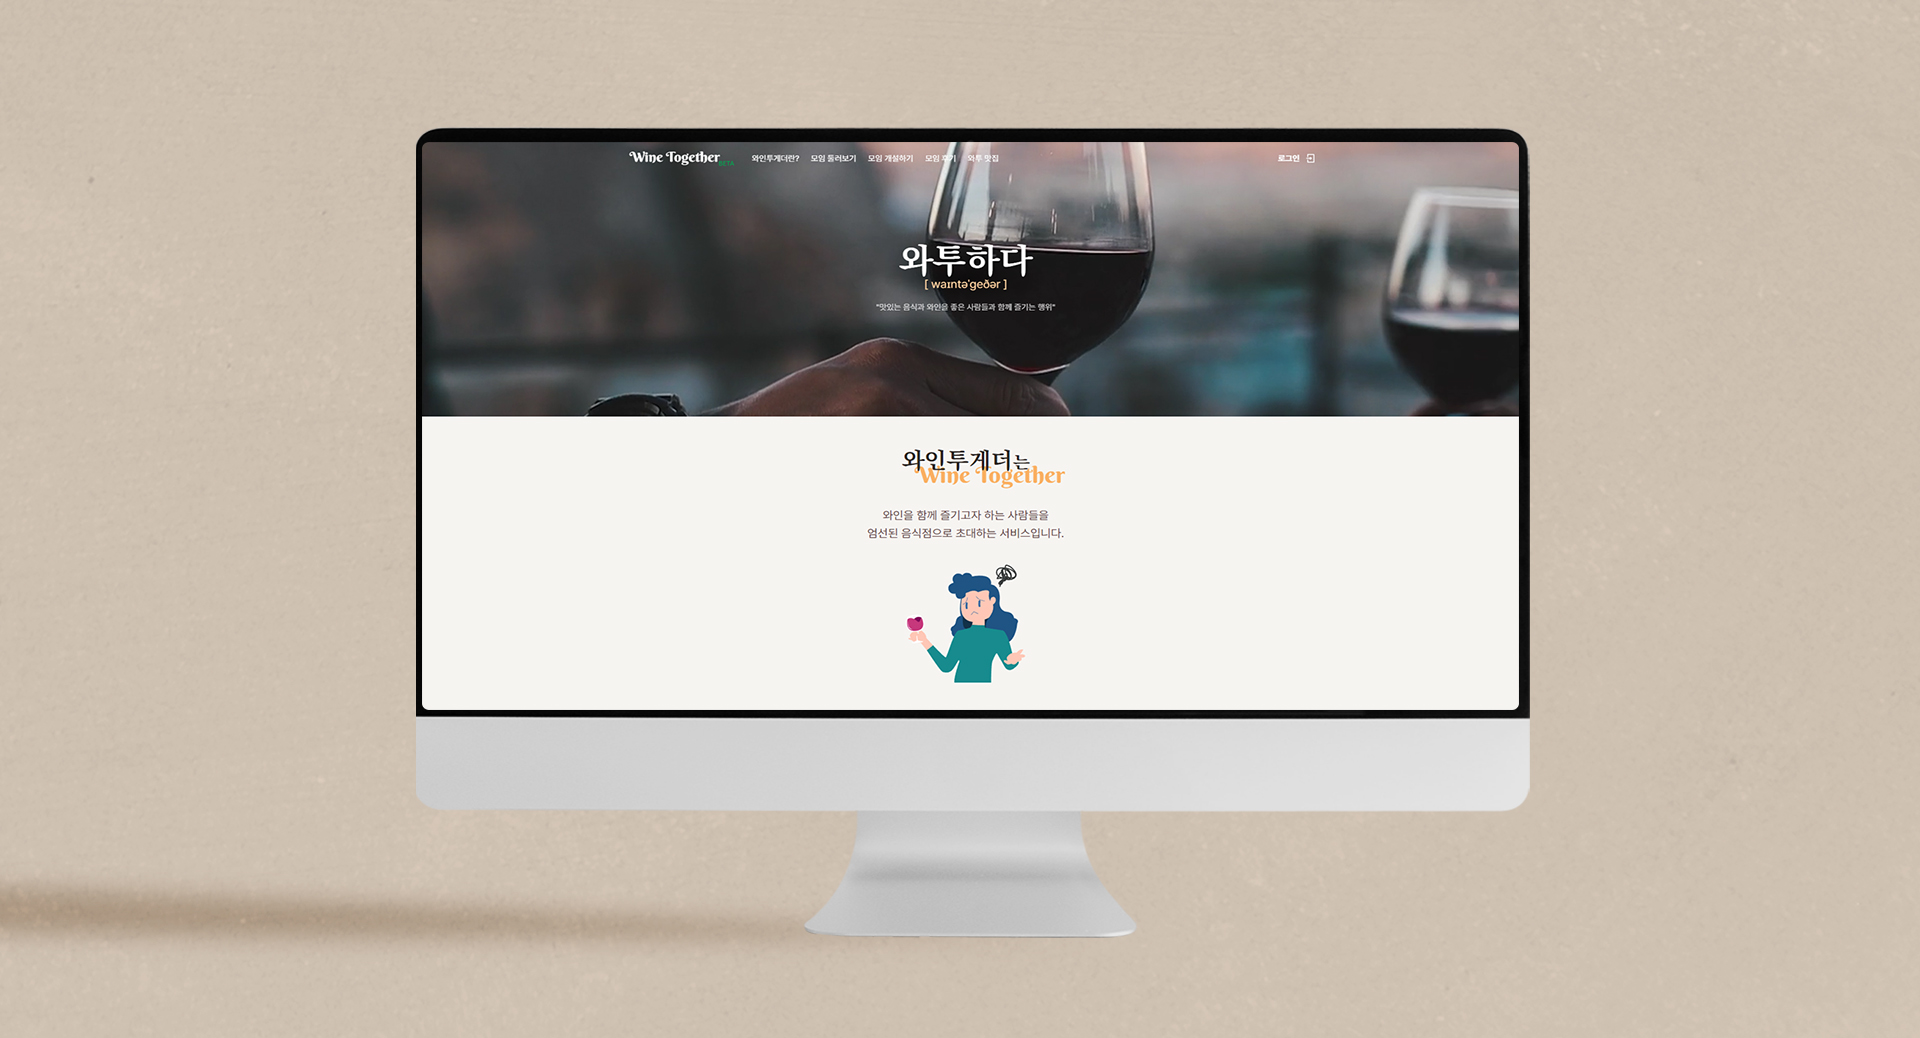 Wine Together BETA 와인투게더란? 모임 둘러보기 모임 개설하기 모임 후기 와투 맛집 로그인
와투하다
[ waɪntəˈgeðər ]
"맛있는 음식과 와인을 좋은 사람들과 함께 즐기는 행위"
와인투게더는
Wine Together
와인을 함께 즐기고자 하는 사람들을
엄선된 음식점으로 초대하는 서비스입니다.